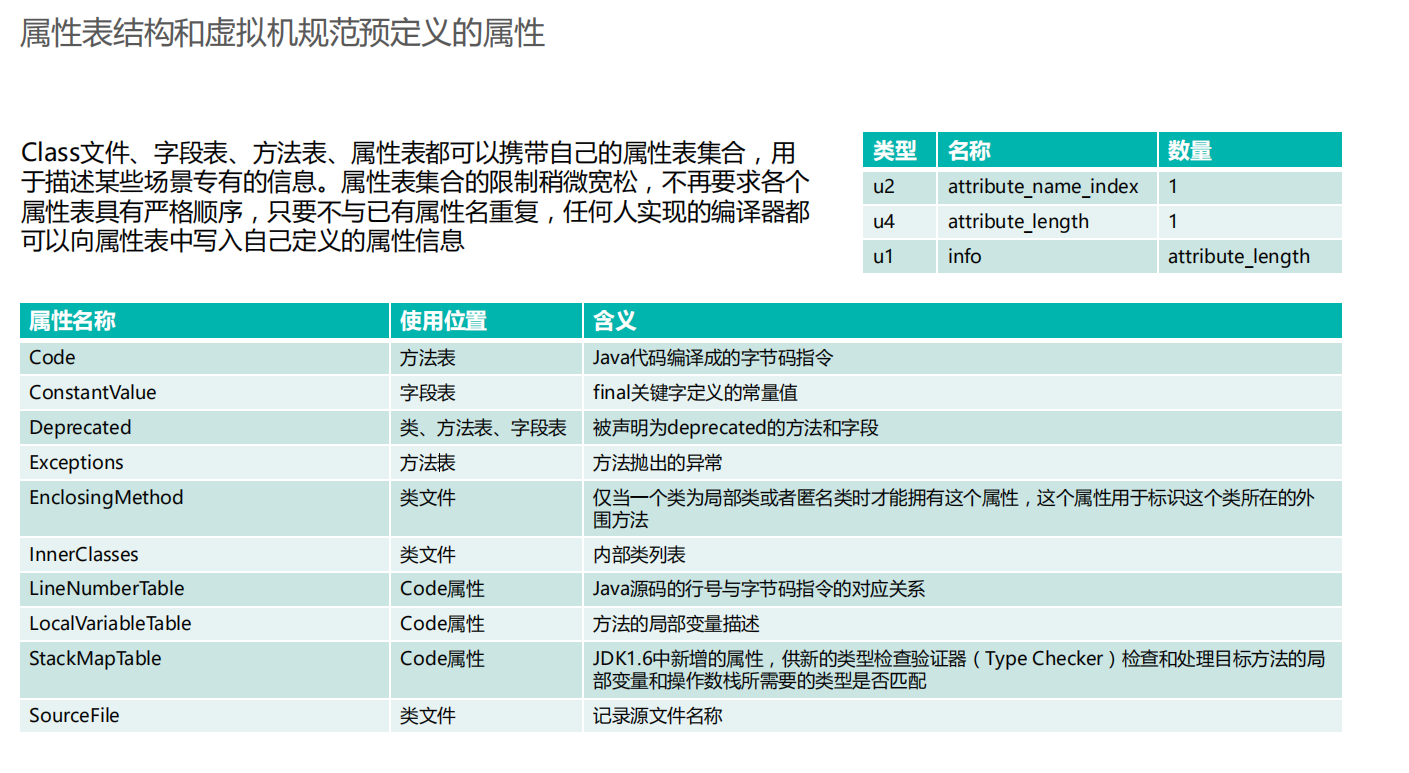 属性表结构和虚拟机规范预定义的属性
Class文件、字段表、方法表、属性表都可以携带自己的属性表集合，用
于描述某些场景专有的信息。属性表集合的限制稍微宽松，不再要求各个
属性表具有严格顺序，只要不与已有属性名重复，任何人实现的编译器都
可以向属性表中写入自己定义的属性信息
类型 名称 数量
u2 attribute_name_index 1
u4 attribute_length 1
u1 info attribute_length
属性名称 使用位置 含义
Code 方法表 Java代码编译成的字节码指令
ConstantValue 字段表 final关键字定义的常量值
Deprecated 类、方法表、字段表 被声明为deprecated的方法和字段
Exceptions 方法表 方法抛出的异常
EnclosingMethod 类文件 仅当一个类为局部类或者匿名类时才能拥有这个属性，这个属性用于标识这个类所在的外
围方法
InnerClasses 类文件 内部类列表
LineNumberTable Code属性 Java源码的行号与字节码指令的对应关系
LocalVariableTable Code属性 方法的局部变量描述
StackMapTable Code属性 JDK1.6中新增的属性，供新的类型检查验证器（Type Checker）检查和处理目标方法的局
部变量和操作数栈所需要的类型是否匹配
SourceFile 类文件 记录源文件名称